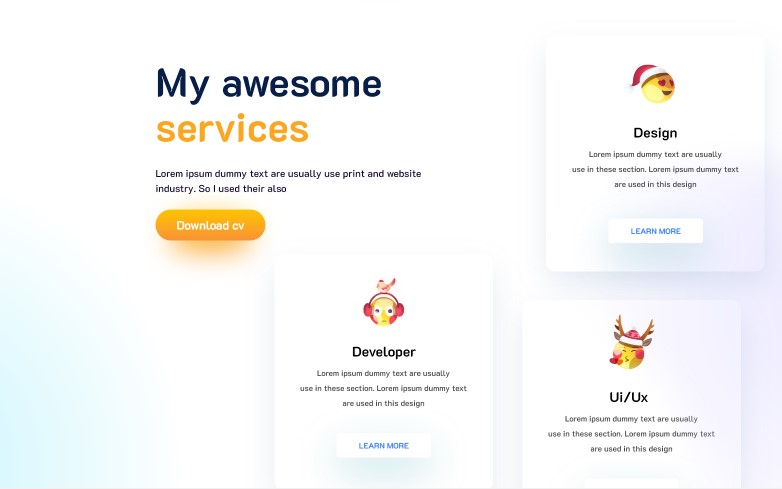 My awesome
services
Lorem ipsum dummy text are usually use print and website
industry. So I used their also
Download cv
Design
Lorem ipsum dummy text are usually
use in these section. Lorem ipsum dummy text
are used in this design
LEARN MORE
Developer
Lorem ipsum dummy text are usually
use in these section. Lorem ipsum dummy text
are used in this design
LEARN MORE
Ui/Ux
Lorem ipsum dummy text are usually
use in these section. Lorem ipsum dummy text
are used in this design